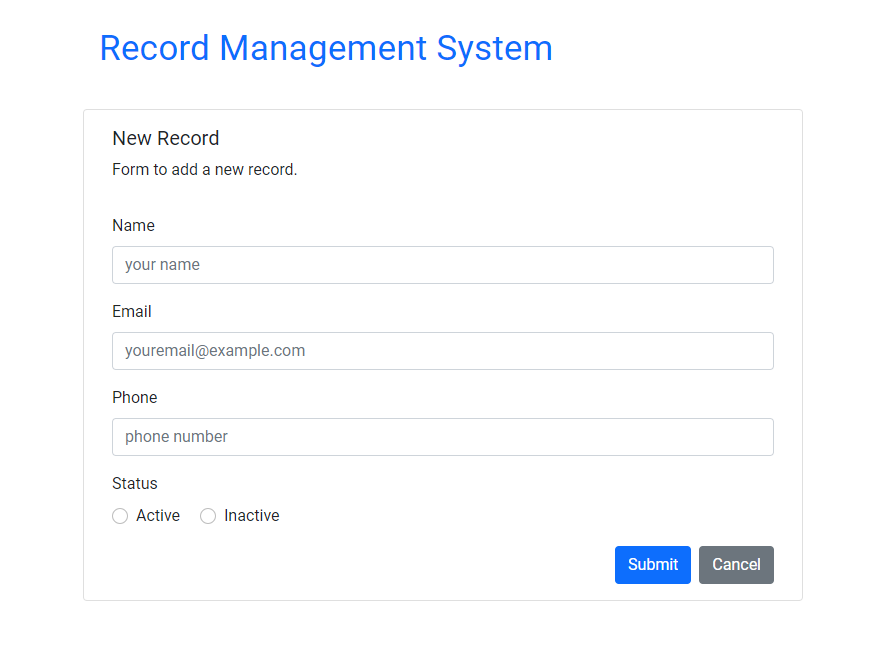 Record Management System
New Record
Form to add a new record.
Name
your name
Email
youremail@example.com
Phone
phone number
Status
Active Inactive
Submit Cancel